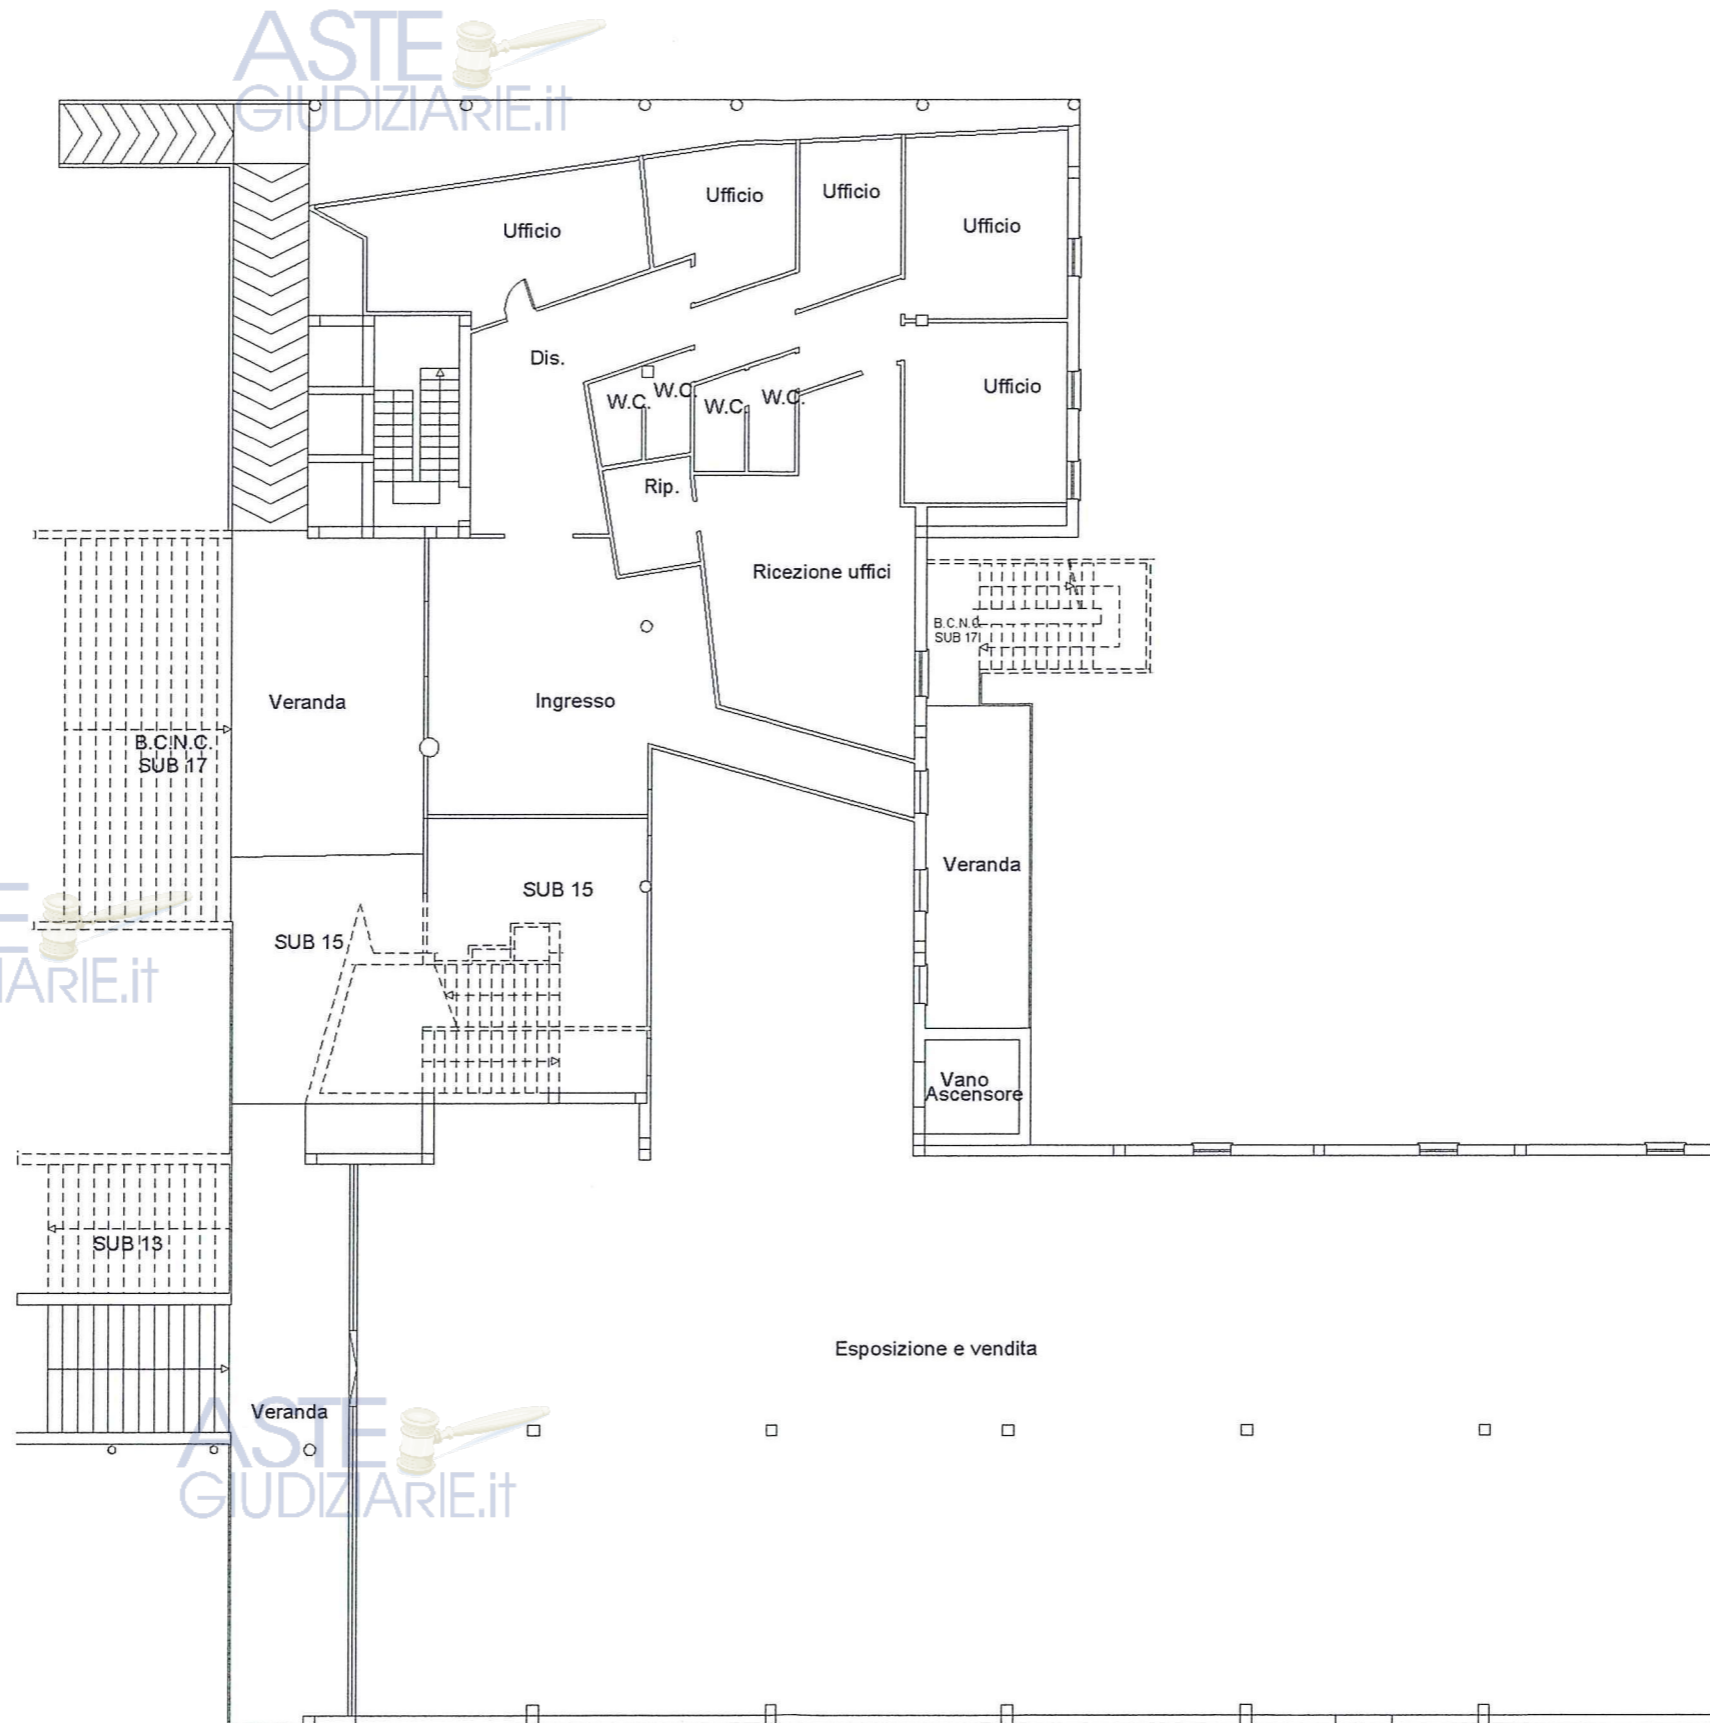 ASTE
GIUDIZIARIE.it
Ufficio
Ufficio
Ufficio
Ufficio
Ufficio
Dis.
W.C.
W.C.
W.C.
W.C.
Rip.
Ricezione uffici
B.C.N.C.
SUB 17
Veranda
Ingresso
B.C.N.C.
SUB 17
Veranda
SUB 15
SUB 15
E
IARIE.it
Vano
Ascensore
SUB 13
Esposizione e vendita
Veranda
ASTE
GIUDIZIARIE.it